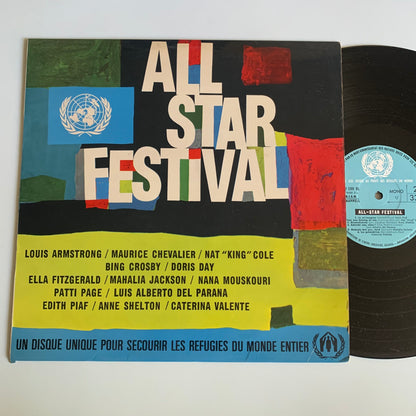 ALL
STAR
FESTIVAL
LOUIS ARMSTRONG / MAURICE CHEVALIER / NAT "KING" COLE
BING CROSBY / DORIS DAY
ELLA FITZGERALD / MAHALIA JACKSON / NANA MOUSKOURI
PATTI PAGE / LUIS ALBERTO DEL PARANA
EDITH PIAF / ANNE SHELTON / CATERINA VALENTE
UN DISQUE UNIQUE POUR SECOURIR LES REFUGIES DU MONDE ENTIER
MONO
ALL-STAR FESTIVAL